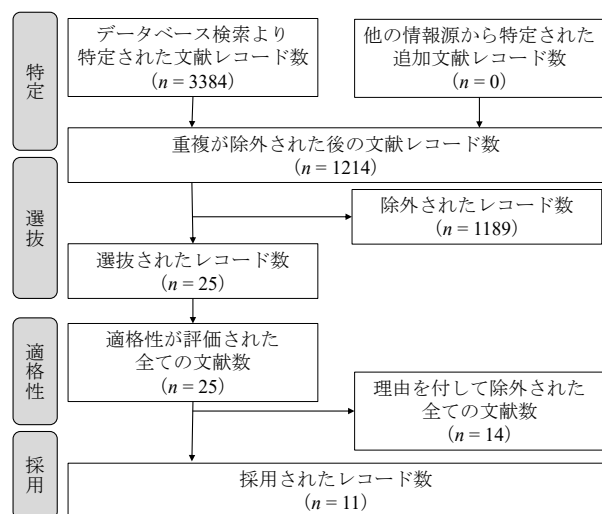 特定
データベース検索より
特定された文献レコード数
(n = 3384)
他の情報源から特定された
追加文献レコード数
(n = 0)
重複が除外された後の文献レコード数
(n = 1214)
選抜
除外されたレコード数
(n = 1189)
選抜されたレコード数
(n = 25)
適格性
適格性が評価された
全ての文献数
(n = 25)
理由を付して除外された
全ての文献数
(n = 14)
採用
採用されたレコード数
(n = 11)